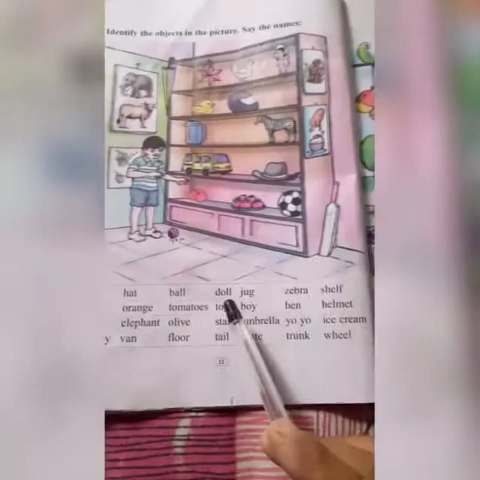 Identify the objects in the picture. Say the names:
hat ball doll jug zebra shelf
orange tomatoes boy hen helmet
elephant olive umbrella yo yo ice cream
y van floor tail trunk wheel
12